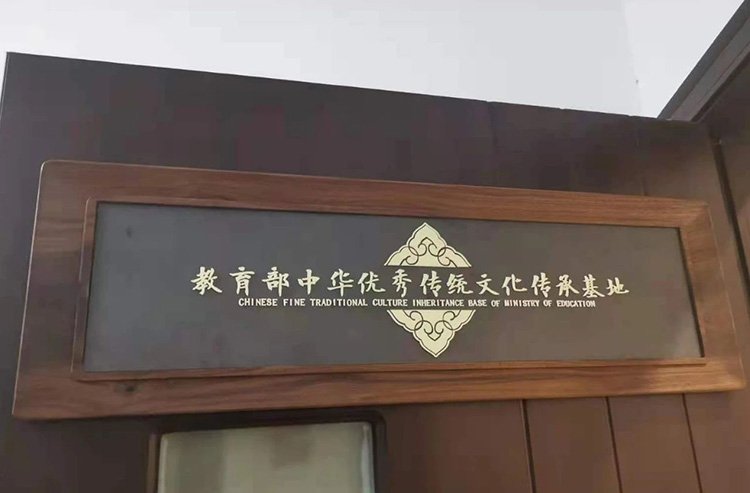 教育部中华优秀传统文化传承基地
CHINESE FINE TRADITIONAL CULTURE INHERITANCE BASE OF MINISTRY OF EDUCATION